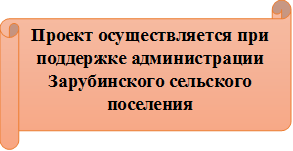 Проект осуществляется при
поддержке администрации
Зарубинского сельского
поселения